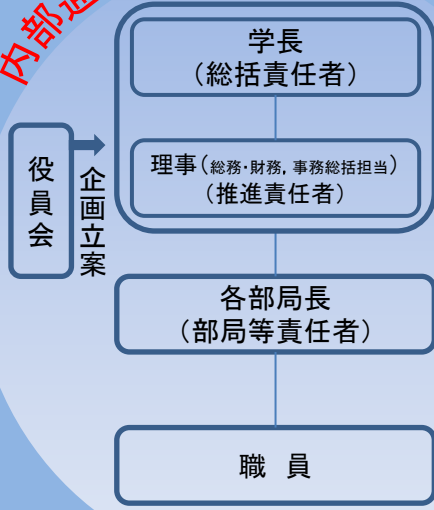 内部通
学長
（総括責任者）
理事（総務・財務，事務総括担当）
（推進責任者）
役員会
企画立案
各部局長
（部局等責任者）
職 員